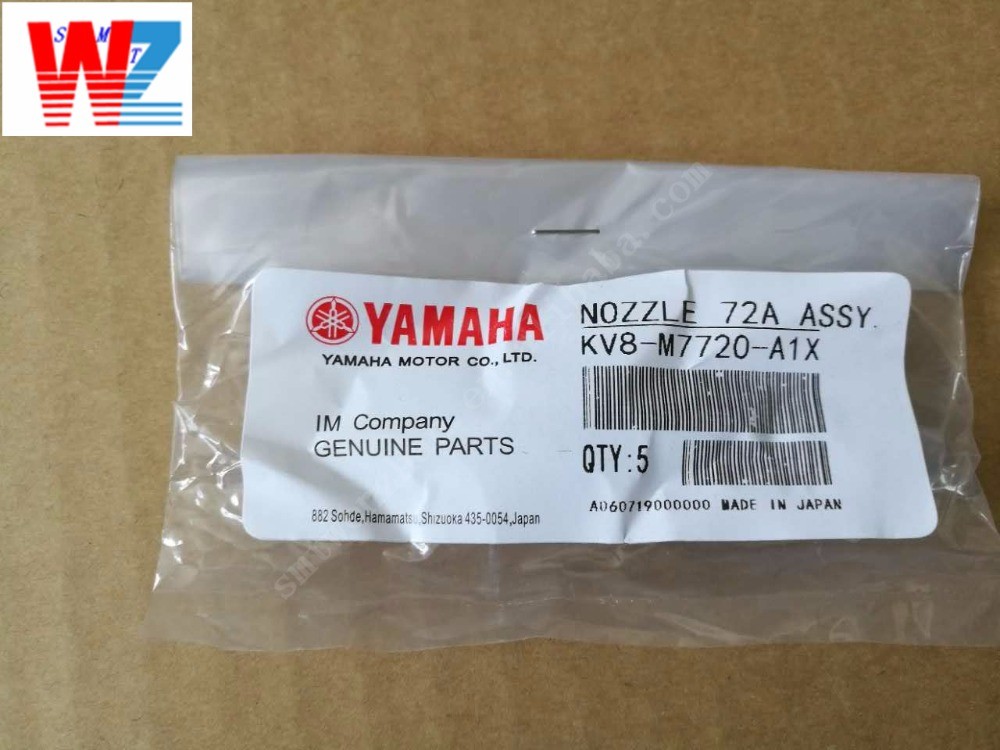 S M T
WZ
YAMAHA
YAMAHA MOTOR CO.,LTD.
IM Company
GENUINE PARTS
882 Sohde,Hamamatsu,Shizuoka 435-0054,Japan
NOZZLE 72A ASSY.
KV8-M7720-A1X
QTY:5
A060719000000 MADE IN JAPAN